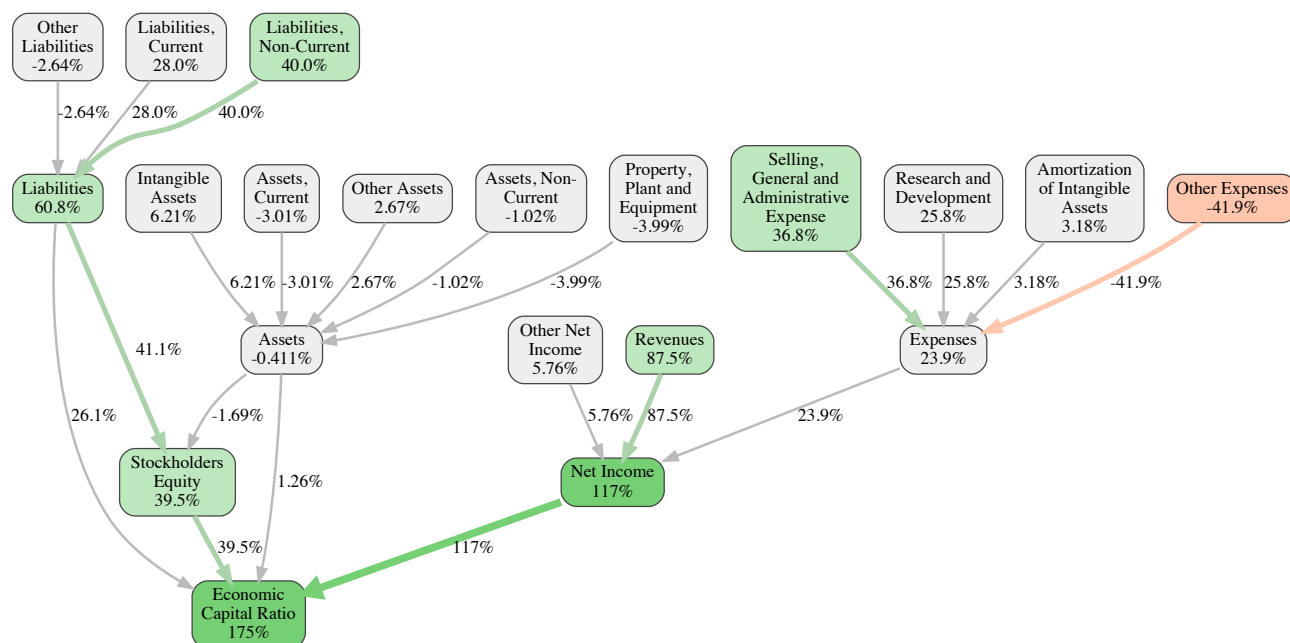 Other
Liabilities
-2.64%
Liabilities,
Current
28.0%
Liabilities,
Non-Current
40.0%
-2.64%
28.0%
40.0%
Liabilities
60.8%
Intangible
Assets
6.21%
Assets,
Current
-3.01%
Other Assets
2.67%
Assets, Non-
Current
-1.02%
Property,
Plant and
Equipment
-3.99%
Selling,
General and
Administrative
Expense
36.8%
Research and
Development
25.8%
Amortization
of Intangible
Assets
3.18%
Other Expenses
-41.9%
6.21%
-3.01%
2.67%
-1.02%
-3.99%
36.8%
25.8%
3.18%
-41.9%
41.1%
Assets
-0.411%
Other Net
Income
5.76%
Revenues
87.5%
Expenses
23.9%
26.1%
-1.69%
5.76%
87.5%
23.9%
Stockholders
Equity
39.5%
1.26%
Net Income
117%
39.5%
117%
Economic
Capital Ratio
175%